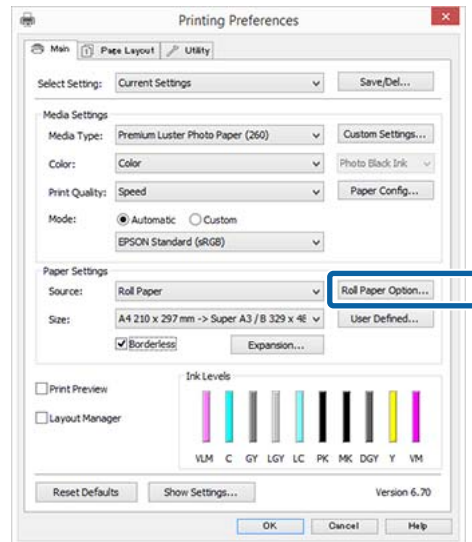 Printing Preferences
Main Page Layout Utility
Select Setting: Current Settings Save/Del...
Media Settings
Media Type: Premium Luster Photo Paper (260) Custom Settings...
Color: Color Photo Black Ink
Print Quality: Speed Paper Config...
Mode: Automatic Custom
EPSON Standard (sRGB)
Paper Settings
Source: Roll Paper Roll Paper Option...
Size: A4 210 x 297 mm -> Super A3 / B 329 x 48 User Defined...
Borderless Expansion...
Print Preview
Layout Manager
Ink Levels
VLM C GY LGY LC PK MK DGY Y VM
Reset Defaults Show Settings... Version 6.70
OK Cancel Help